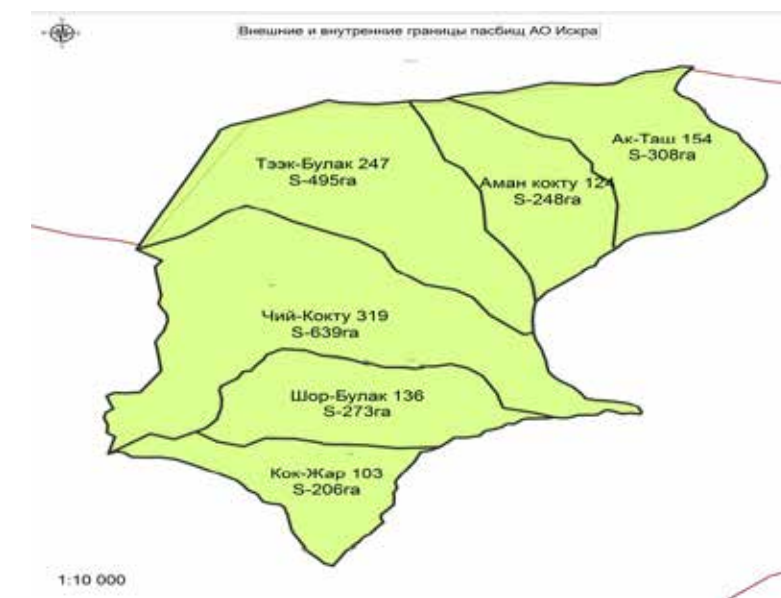 Внешние и внутренние границы пасбищ АО Искра
Ак-Таш 154
S-308га
Тээк-Булак 247
S-495га
Аман кокту 124
S-248га
Чий-Кокту 319
S-639га
Шор-Булак 136
S-273га
Кок-Жар 103
S-206га
1:10 000